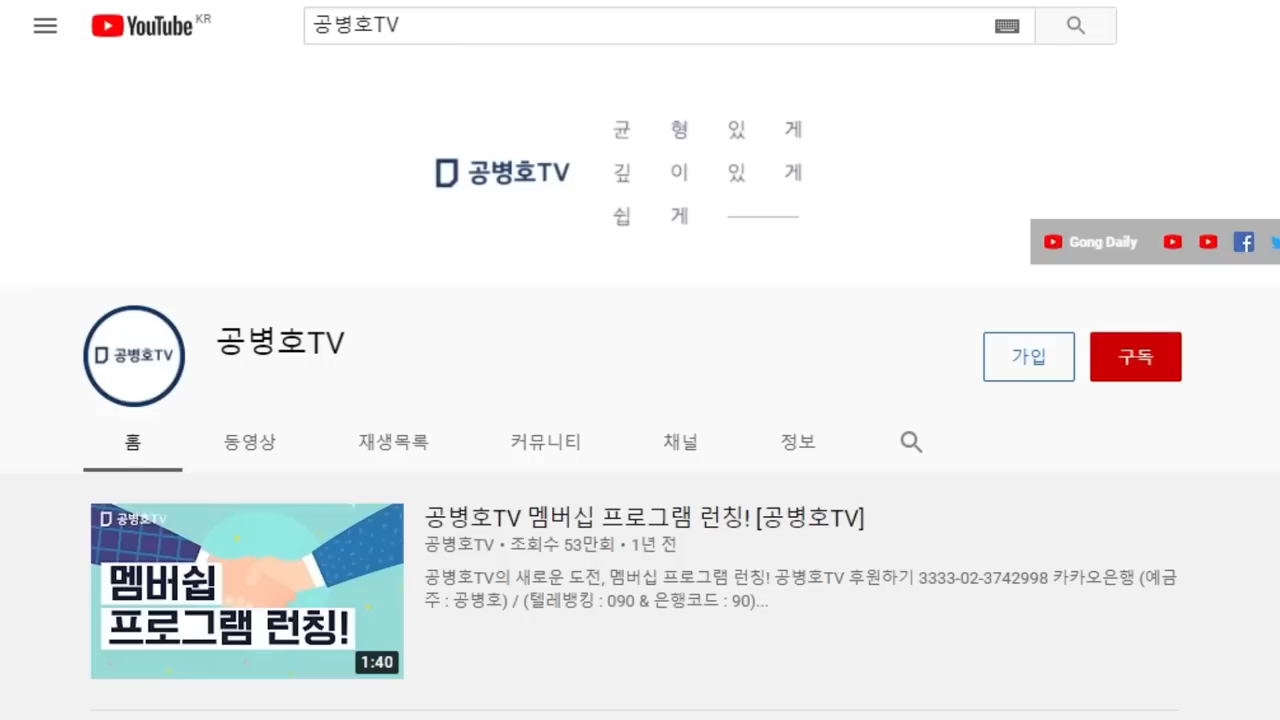 YouTube KR
공병호TV
균 형 있 게
공병호TV
깊 이 있 게
쉽 게
Gong Daily
공병호TV
공병호TV
가입
구독
홈
동영상
재생목록
커뮤니티
채널
정보
공병호TV
멤버쉽
프로그램 런칭!
1:40
공병호TV 멤버십 프로그램 런칭! [공병호TV]
공병호TV • 조회수 53만회 • 1년 전
공병호TV의 새로운 도전, 멤버십 프로그램 런칭! 공병호TV 후원하기 3333-02-3742998 카카오은행 (예금
주 : 공병호) / (텔레뱅킹 : 090 & 은행코드 : 90)...